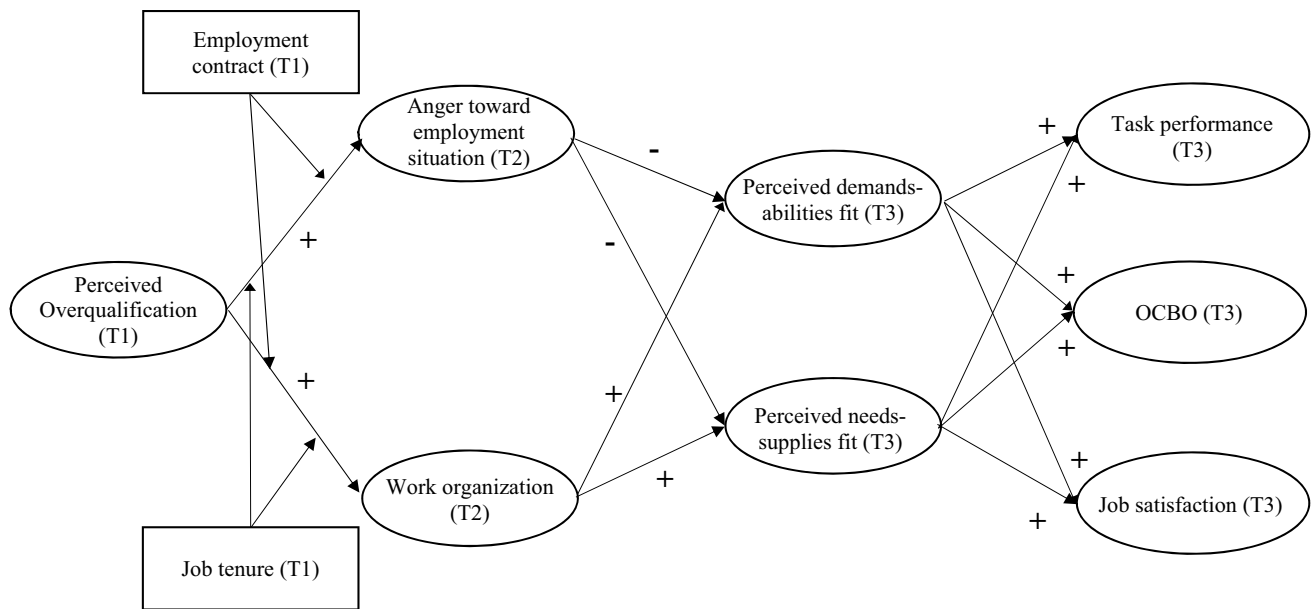 Employment
contract (T1)
Anger toward
employment
situation (T2)
Task performance
(T3)
+
-
+
Perceived demands-
abilities fit (T3)
+
-
Perceived
Overqualification
(T1)
+
OCBO (T3)
+
+
+
Perceived needs-
supplies fit (T3)
+
+
Work organization
(T2)
Job satisfaction (T3)
+
Job tenure (T1)